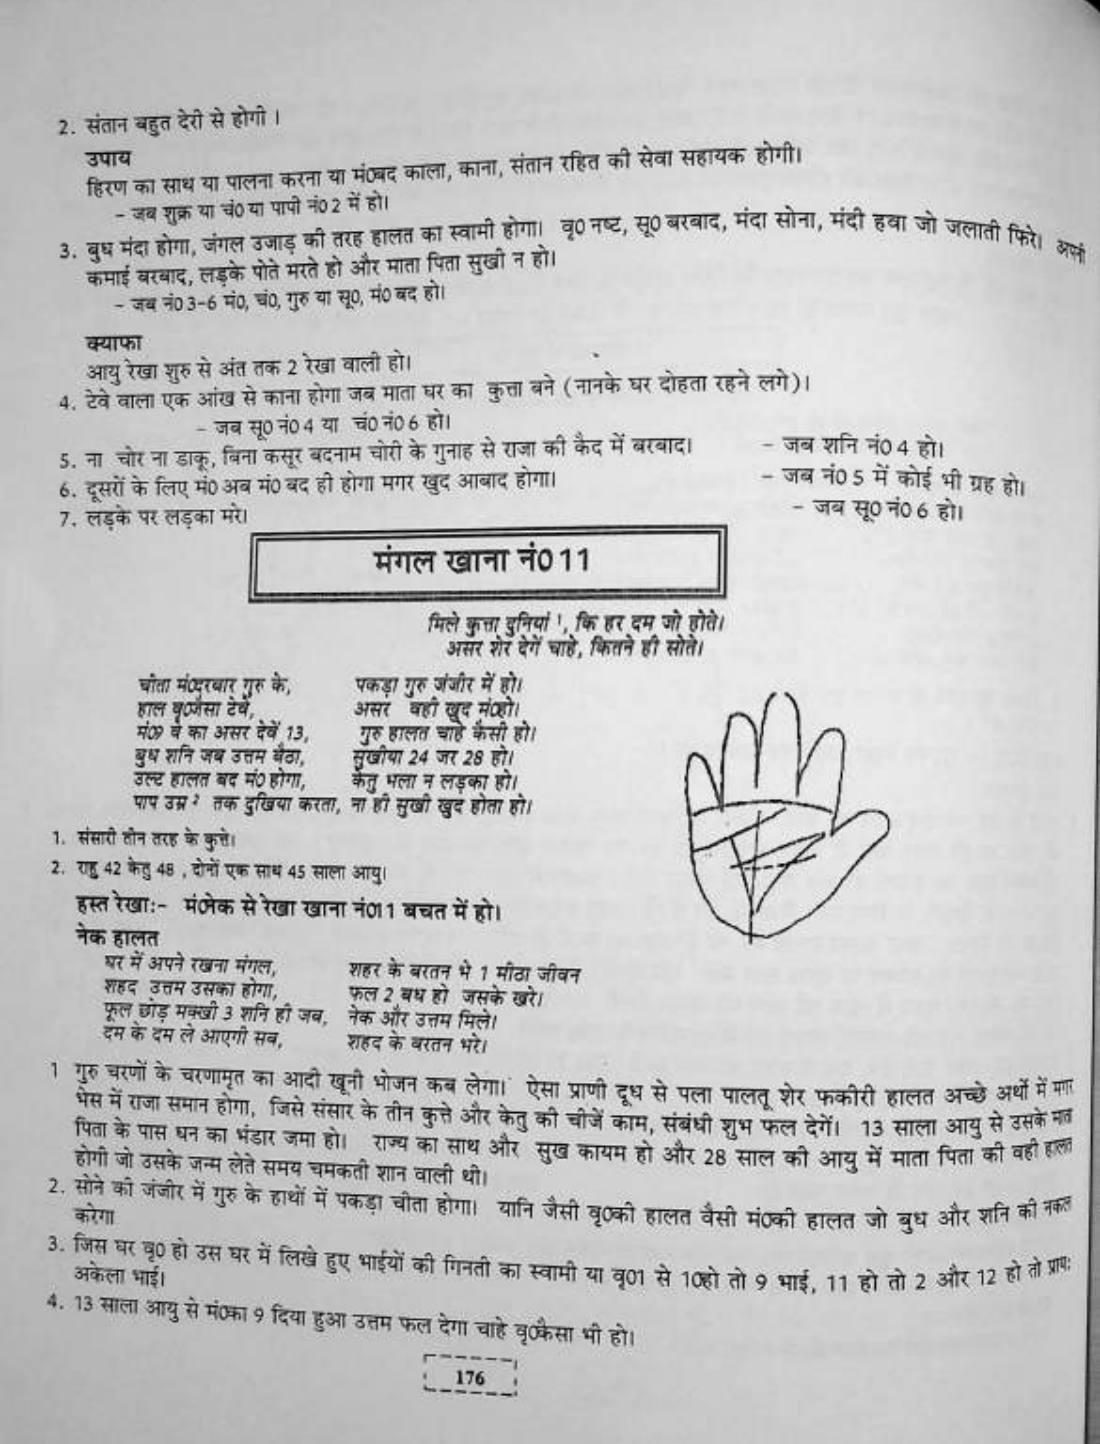 2. संतान बहुत देरी से होगी ।
उपाय
हिरण का साथ या पालना करना या मं0बद काला, काना, संतान रहित की सेवा सहायक होगी।
– जब शुक्र या चं0 या पापी नं0 2 में हो।
3. बुध मंदा होगा, जंगल उजाड़ की तरह हालत का स्वामी होगा। वृ0 नष्ट, सू0 बरबाद, मंदा सोना, मंदी हवा जो जलाती फिरे। अपनी
कमाई बरबाद, लड़के पोते मरते हो और माता पिता सुखी न हो।
– जब नं0 3-6 मं0, चं0, गुरु या सू0, मं0 बद हो।
क्याफा
आयु रेखा शुरु से अंत तक 2 रेखा वाली हो।
4. टेवे वाला एक आंख से काना होगा जब माता घर का कुत्ता बने (नानके घर दोहता रहने लगे)।
– जब सू0 नं0 4 या चं0 नं0 6 हो।
5. ना चोर ना डाकू, बिना कसूर बदनाम चोरी के गुनाह से राजा की कैद में बरबाद। – जब शनि नं0 4 हो।
6. दूसरों के लिए मं0 अब मं0 बद ही होगा मगर खुद आबाद होगा। – जब नं0 5 में कोई भी ग्रह हो।
7. लड़के पर लड़का मरे। – जब सू0 नं0 6 हो।
मंगल खाना नं0 11
मिले कुत्ता दुनियां ¹, कि हर दम जो होते।
असर शेर देगें चाहे, कितने ही सोते।
चीता मं0दरबार गुरु के, पकड़ा गुरु जंजीर में हो।
हाल वृ0जैसा टेवे, असर वही खुद मं0हो।
मं09 वे का असर देवें 13, गुरु हालत चाहे कैसी हो।
बुध शनि जब उत्तम बैठा, सुखीया 24 जर 28 हो।
उल्ट हालत बद मं0 होगा, केतु भला न लड़का हो।
पाप उम्र ² तक दुखिया करता, ना ही सुखी खुद होता हो।
1. संसारी तीन तरह के कुत्ते।
2. राहु 42 केतु 48 , दोनों एक साथ 45 साला आयु।
हस्त रेखाः- मं0नेक से रेखा खाना नं011 बचत में हो।
नेक हालत
घर में अपने रखना मंगल, शहर के बरतन भे 1 मीठा जीवन
शहद उत्तम उसका होगा, फल 2 बध हो जिसके खरे।
फूल छोड़ मक्खी 3 शनि ही जब, नेक और उत्तम मिले।
दम के दम ले आएगी सब, शहद के बरतन भरे।
1 गुरु चरणों के चरणामृत का आदी खूनी भोजन कब लेगा। ऐसा प्राणी दूध से पला पालतू शेर फकीरी हालत अच्छे अर्थो में मगर
भेस में राजा समान होगा, जिसे संसार के तीन कुत्ते और केतु की चीजें काम, संबंधी शुभ फल देगें। 13 साला आयु से उसके मात
पिता के पास धन का भंडार जमा हो। राज्य का साथ और सुख कायम हो और 28 साल की आयु में माता पिता की वही हालत
होगी जो उसके जन्म लेते समय चमकती शान वाली थी।
2. सोने की जंजीर में गुरु के हाथों में पकड़ा चीता होगा। यानि जैसी वृ0की हालत वैसी मं0की हालत जो बुध और शनि की नकल
करेगा
3. जिस घर वृ0 हो उस घर में लिखे हुए भाईयों की गिनती का स्वामी या वृ01 से 10हो तो 9 भाई, 11 हो तो 2 और 12 हो तो प्रायः
अकेला भाई।
4. 13 साला आयु से मं0का 9 दिया हुआ उत्तम फल देगा चाहे वृ0कैसा भी हो।
176